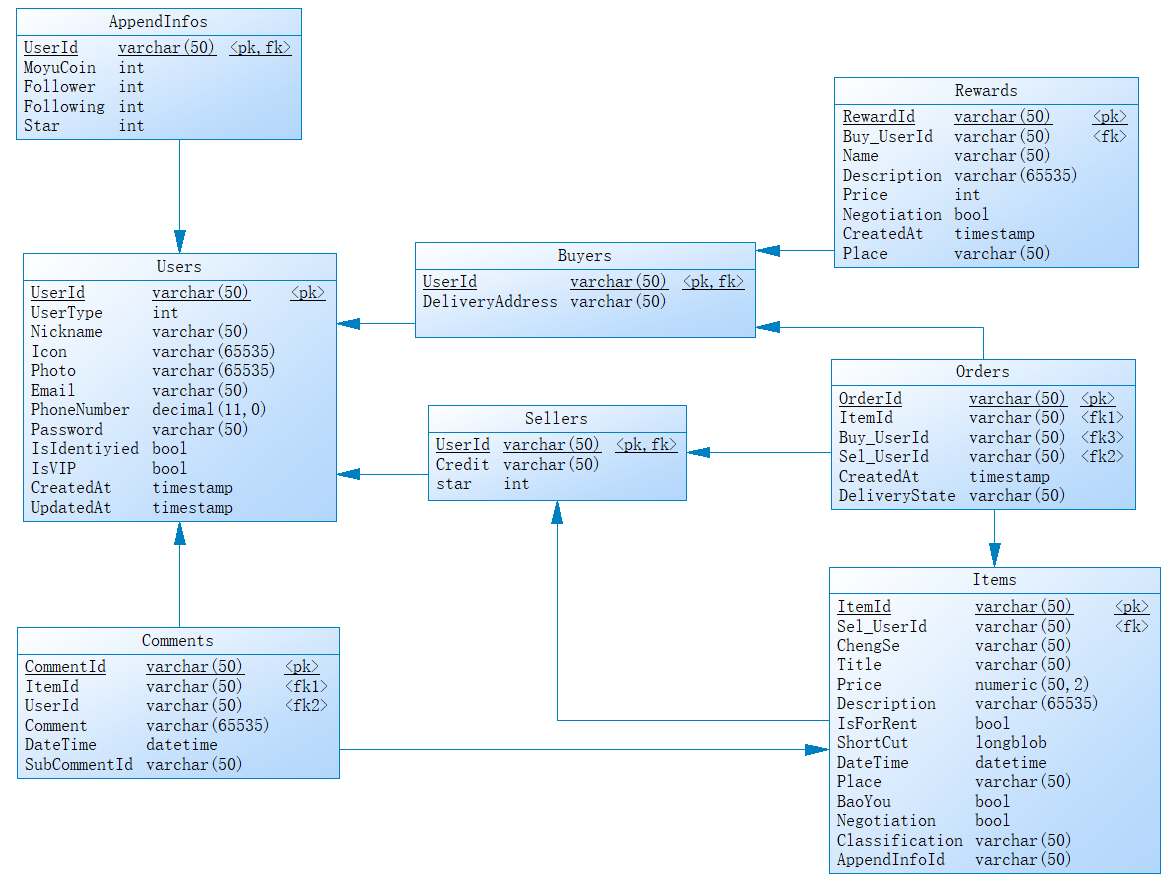 AppendInfos
UserId varchar(50) <pk,fk>
MoyuCoin int
Follower int
Following int
Star int
Rewards
RewardId varchar(50) <pk>
Buy_UserId varchar(50) <fk>
Name varchar(50)
Description varchar(65535)
Price int
Negotiation bool
CreatedAt timestamp
Place varchar(50)
Users
UserId varchar(50) <pk>
UserType int
Nickname varchar(50)
Icon varchar(65535)
Photo varchar(65535)
Email varchar(50)
PhoneNumber decimal(11,0)
Password varchar(50)
IsIdentiyied bool
IsVIP bool
CreatedAt timestamp
UpdatedAt timestamp
Buyers
UserId varchar(50) <pk,fk>
DeliveryAddress varchar(50)
Sellers
UserId varchar(50) <pk,fk>
Credit varchar(50)
star int
Orders
OrderId varchar(50) <pk>
ItemId varchar(50) <fk1>
Buy_UserId varchar(50) <fk3>
Sel_UserId varchar(50) <fk2>
CreatedAt timestamp
DeliveryState varchar(50)
Comments
CommentId varchar(50) <pk>
ItemId varchar(50) <fk1>
UserId varchar(50) <fk2>
Comment varchar(65535)
DateTime datetime
SubCommentId varchar(50)
Items
ItemId varchar(50) <pk>
Sel_UserId varchar(50) <fk>
ChengSe varchar(50)
Title varchar(50)
Price numeric(50,2)
Description varchar(65535)
IsForRent bool
ShortCut longblob
DateTime datetime
Place varchar(50)
BaoYou bool
Negotiation bool
Classification varchar(50)
AppendInfoId varchar(50)